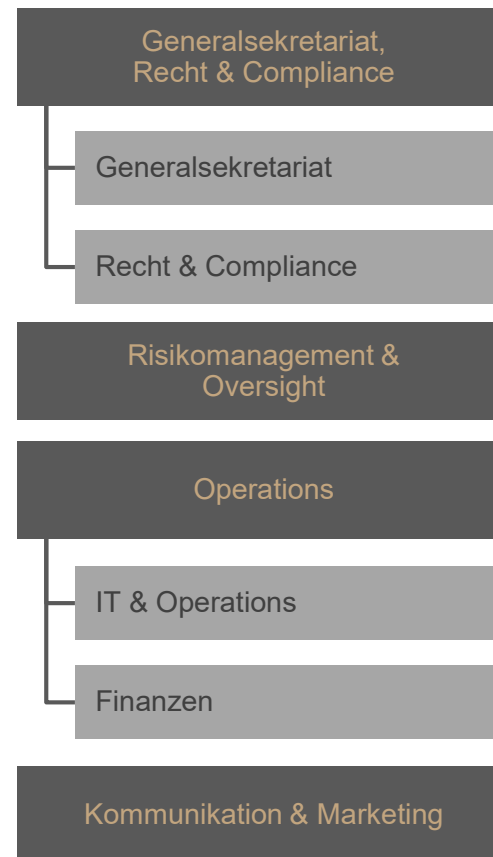 Generalsekretariat,
Recht & Compliance
Generalsekretariat
Recht & Compliance
Risikomanagement &
Oversight
Operations
IT & Operations
Finanzen
Kommunikation & Marketing